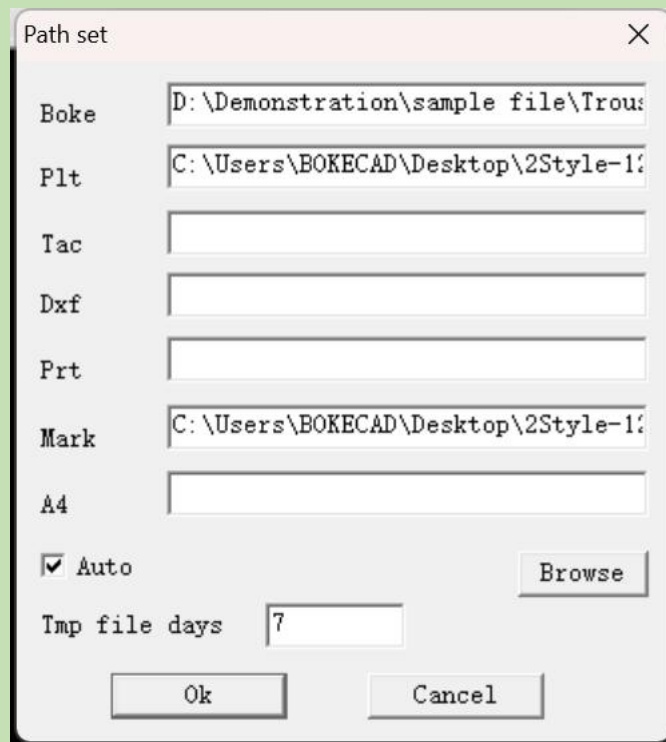 Path set
Boke D:\Demonstration\sample file\Trous
Plt C:\Users\BOKECAD\Desktop\2Style-12
Tac
Dxf
Prt
Mark C:\Users\BOKECAD\Desktop\2Style-12
A4
Auto Browse
Tmp file days 7
Ok Cancel